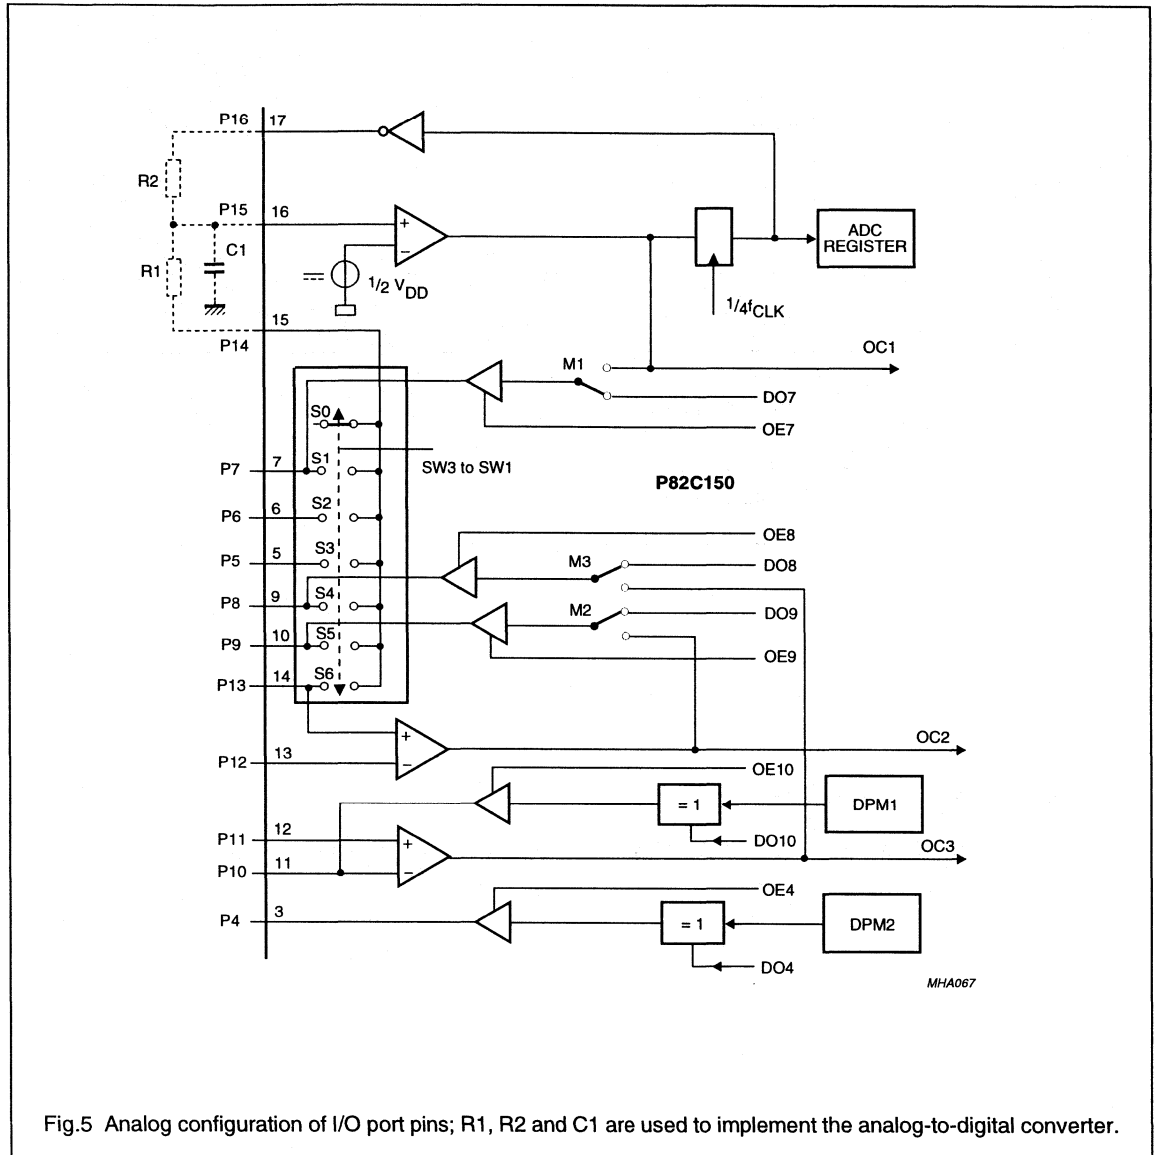 P16 17
R2
P15 16
+
−
C1
R1
1/2 VDD
ADC
REGISTER
1/4fCLK
15
P14
OC1
M1
DO7
OE7
S0
S1
SW3 to SW1
P7 7
P82C150
S2
P6 6
OE8
S3
P5 5
M3
DO8
S4
P8 9
M2
DO9
S5
P9 10
OE9
S6
P13 14
+
−
OC2
P12 13
OE10
= 1
DPM1
P11 12
+
DO10
OC3
P10 11
−
OE4
P4 3
= 1
DPM2
DO4
MHA067
Fig.5 Analog configuration of I/O port pins; R1, R2 and C1 are used to implement the analog-to-digital converter.